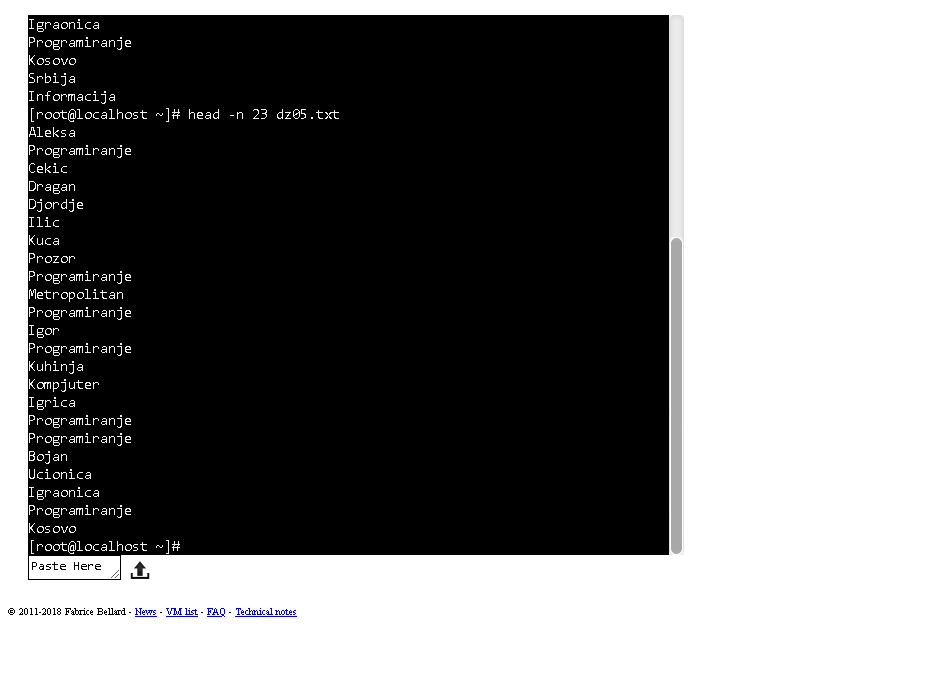 Igraonica
Programiranje
Kosovo
Srbija
Informacija
[root@localhost ~]# head -n 23 dz05.txt
Aleksa
Programiranje
Cekic
Dragan
Djordje
Ilic
Kuca
Prozor
Programiranje
Metropolitan
Programiranje
Igor
Programiranje
Kuhinja
Kompjuter
Igrica
Programiranje
Programiranje
Bojan
Ucionica
Igraonica
Programiranje
Kosovo
[root@localhost ~]#
Paste Here
© 2011-2018 Fabrice Bellard - News - VM list - FAQ - Technical notes